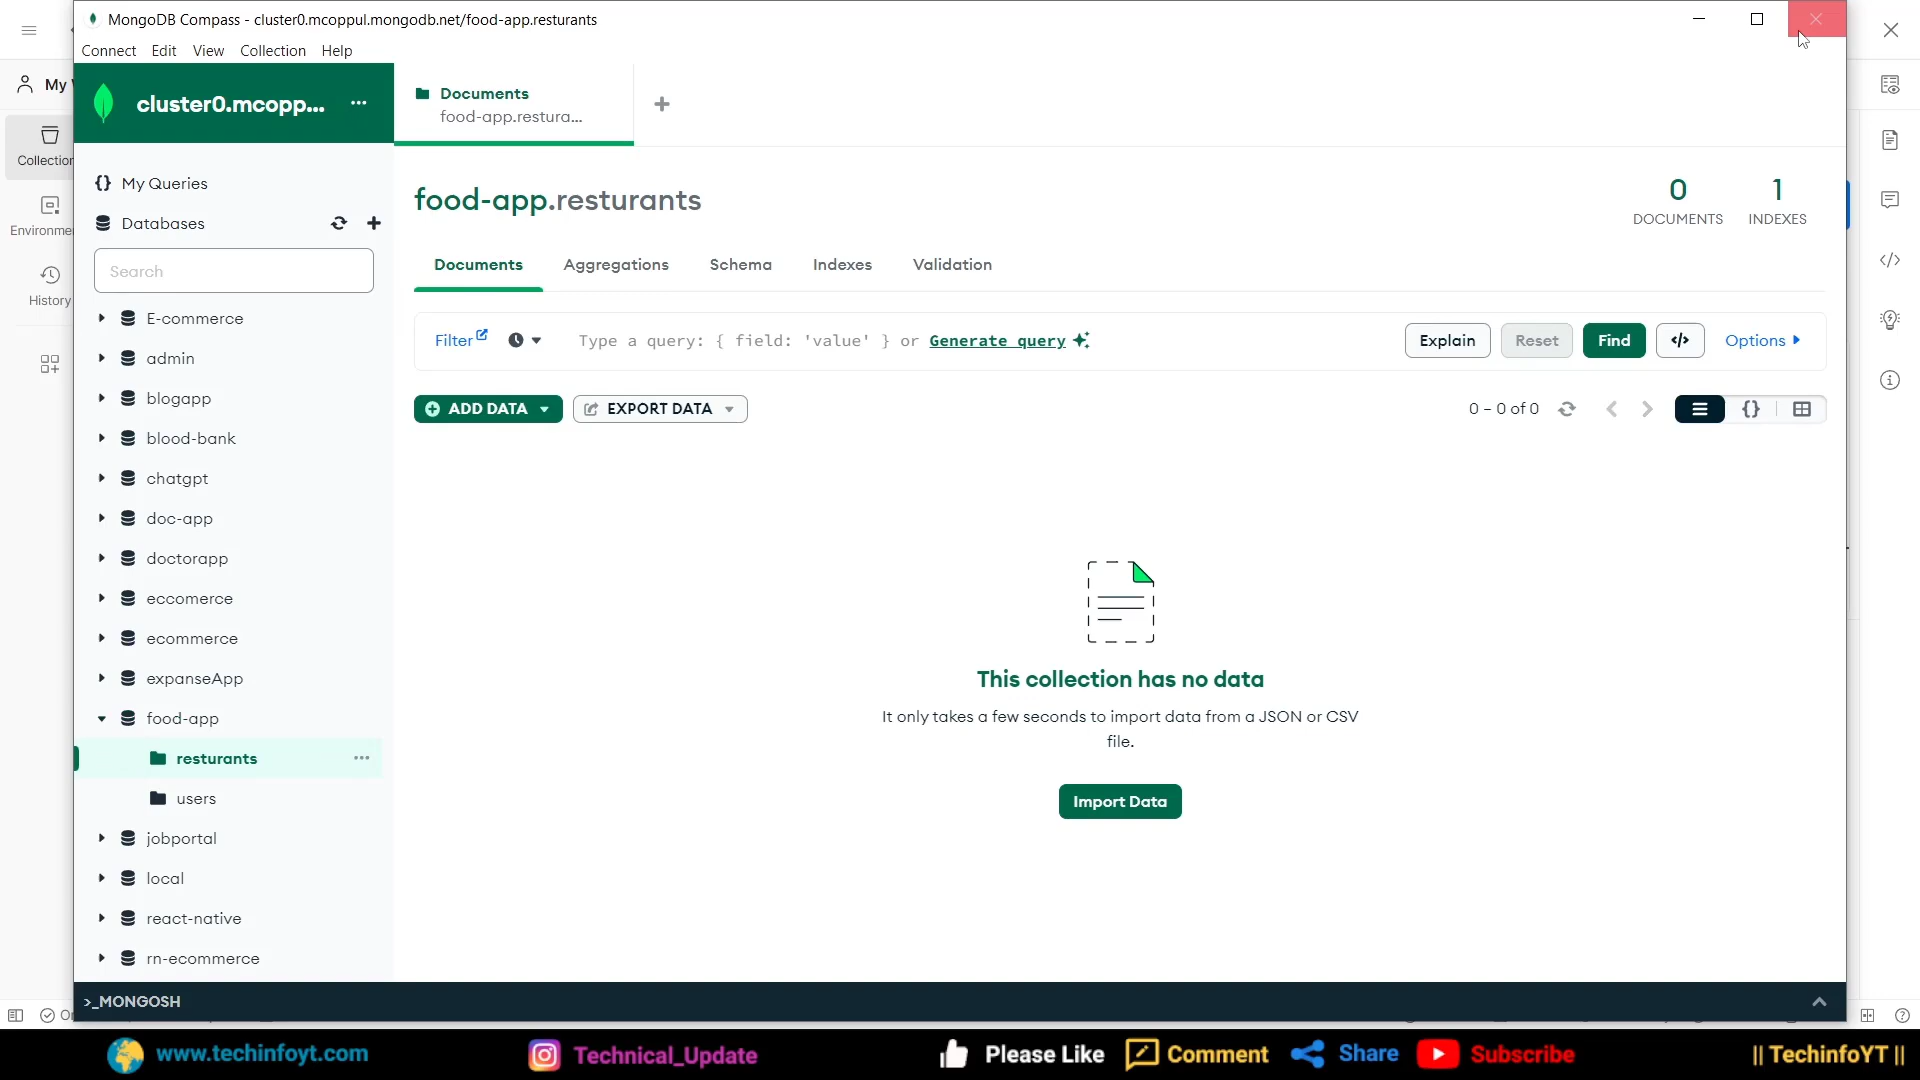 MongoDB Compass - cluster0.mcoppul.mongodb.net/food-app.resturants
Connect Edit View Collection Help
My
Collection
Environme
History
cluster0.mcopp...
Documents
food-app.restura...
My Queries
Databases
Search
E-commerce
admin
blogapp
blood-bank
chatgpt
doc-app
doctorapp
eccomerce
ecommerce
expanseApp
food-app
resturants
users
jobportal
local
react-native
rn-ecommerce
food-app.resturants
0
DOCUMENTS
1
INDEXES
Documents Aggregations Schema Indexes Validation
Filter Type a query: { field: 'value' } or Generate query Explain Reset Find </> Options
ADD DATA EXPORT DATA 0 – 0 of 0 {}
This collection has no data
It only takes a few seconds to import data from a JSON or CSV
file.
Import Data
>_MONGOSH
www.techinfoyt.com Technical_Update Please Like Comment Share Subscribe || TechinfoYT ||